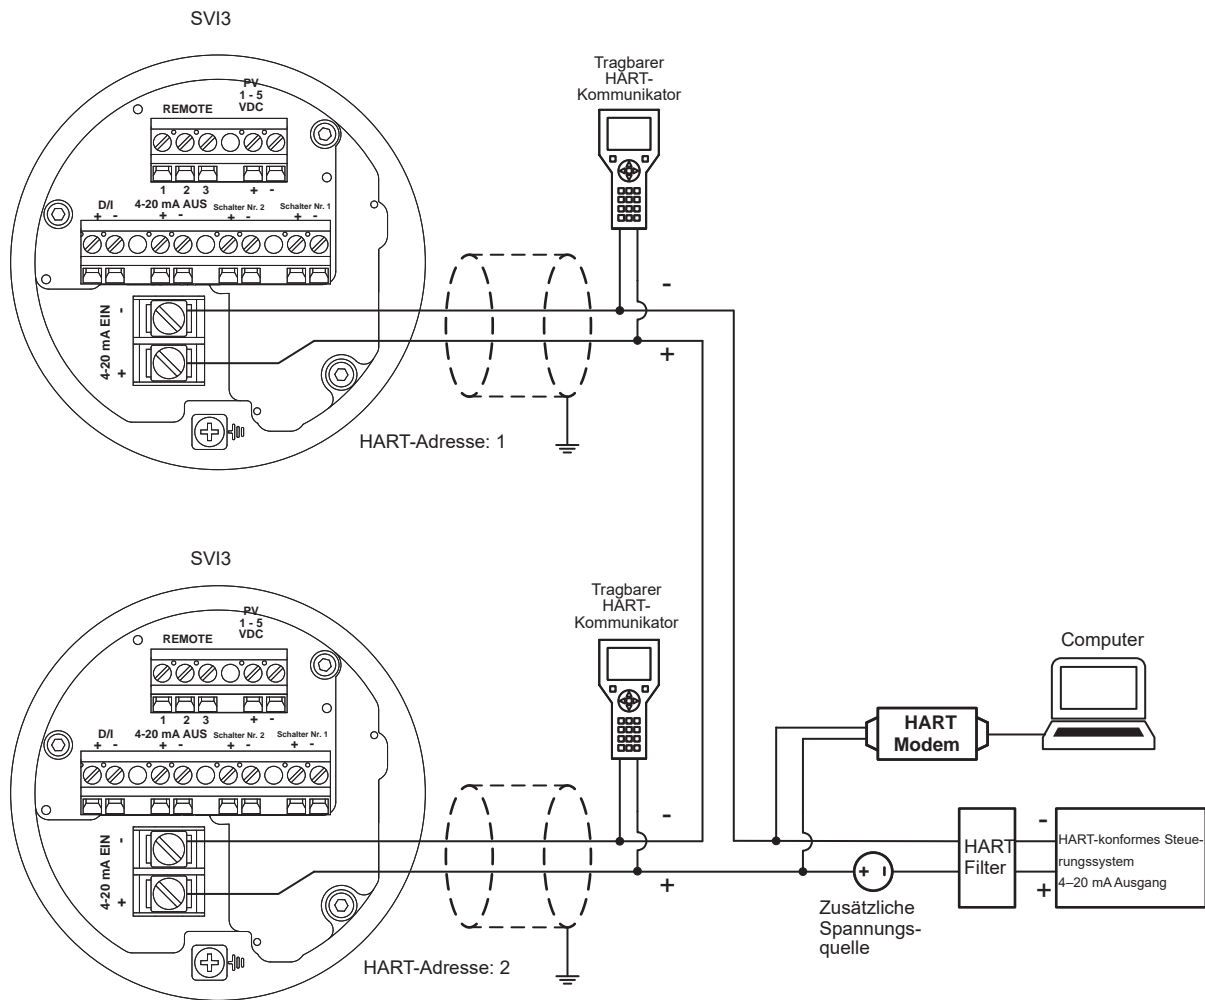 SVI3
PV
1 - 5
VDC
REMOTE
1 2 3 + -
D/I 4-20 mA AUS Schalter Nr. 2 Schalter Nr. 1
+ - + - + - + -
4-20 mA EIN
-
+
Tragbarer
HART-
Kommunikator
-
+
HART-Adresse: 1
SVI3
PV
1 - 5
VDC
REMOTE
1 2 3 + -
D/I 4-20 mA AUS Schalter Nr. 2 Schalter Nr. 1
+ - + - + - + -
4-20 mA EIN
-
+
Tragbarer
HART-
Kommunikator
-
+
HART-Adresse: 2
Computer
HART
Modem
+ -
Zusätzliche
Spannungs-
quelle
HART
Filter
-
+
HART-konformes Steue-
rungssystem
4–20 mA Ausgang